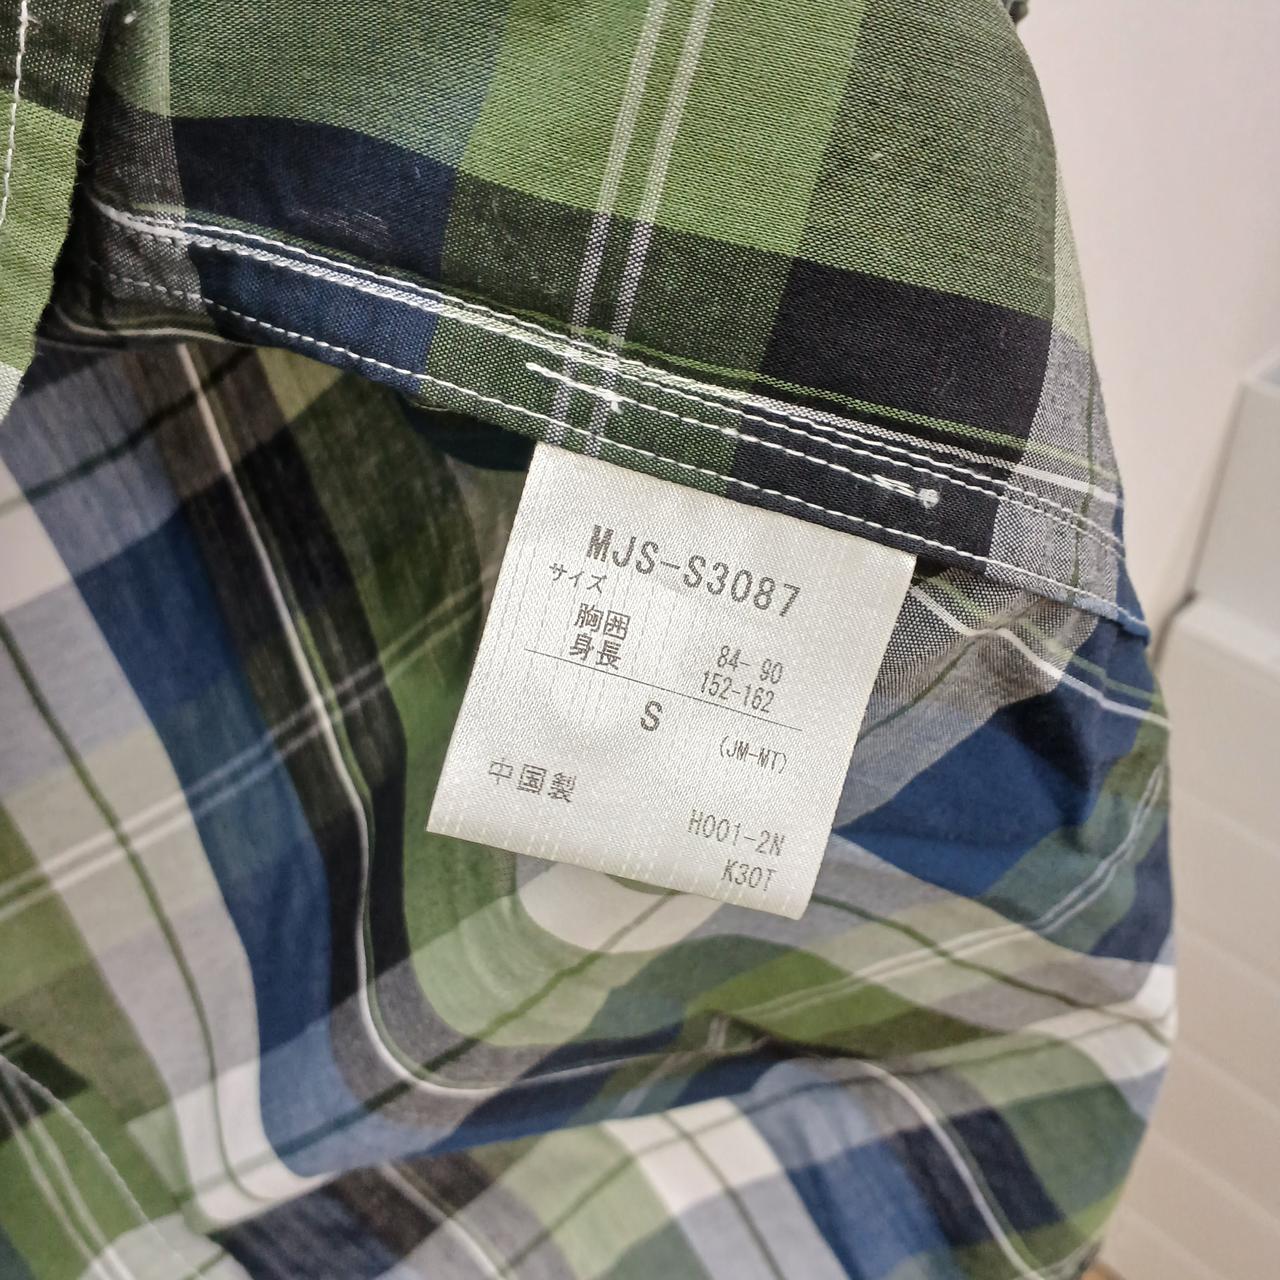 MJS-S3087
サイズ
胸囲 84- 90
身長 152-162
S
(JM-MT)
中国製
H001-2N
K30T